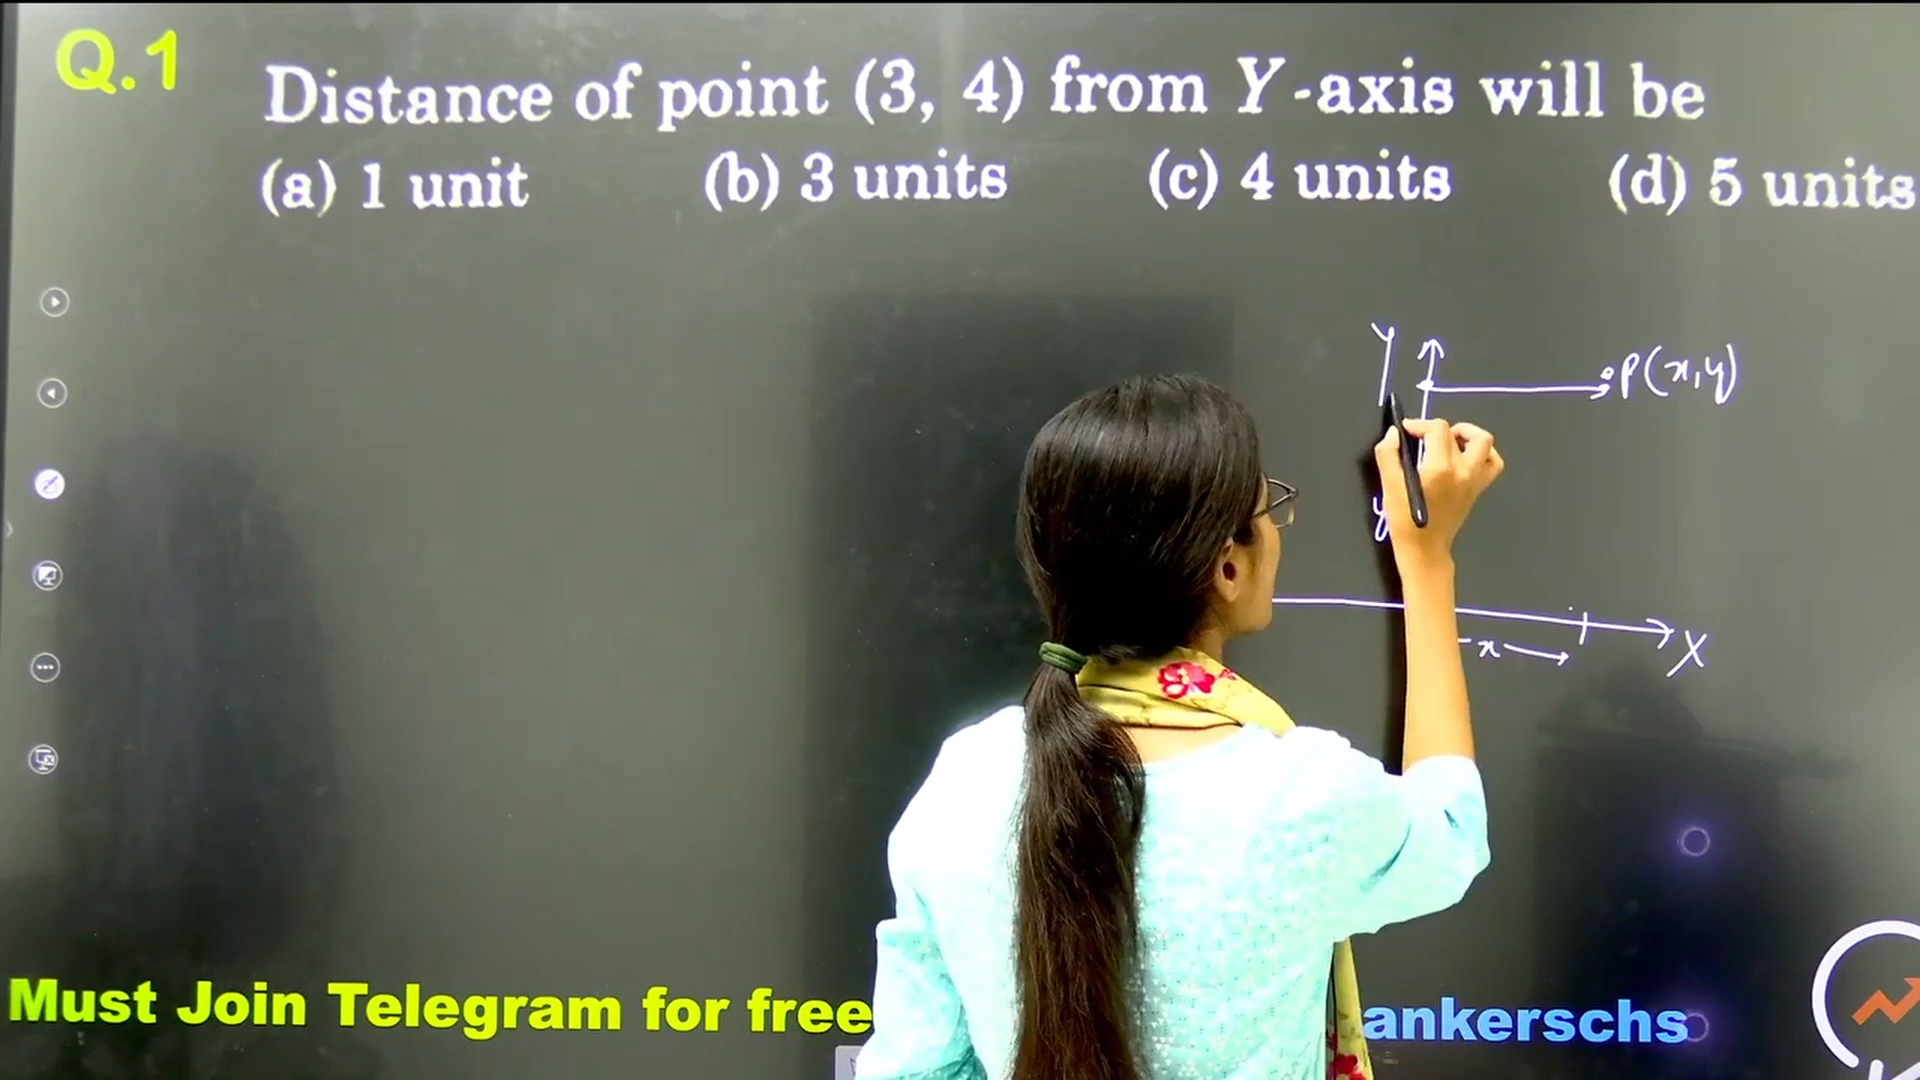 Q.1
Distance of point (3, 4) from Y-axis will be
(a) 1 unit (b) 3 units (c) 4 units (d) 5 units
Y
P(x,y)
y
x
X
Must Join Telegram for free
ankerschs